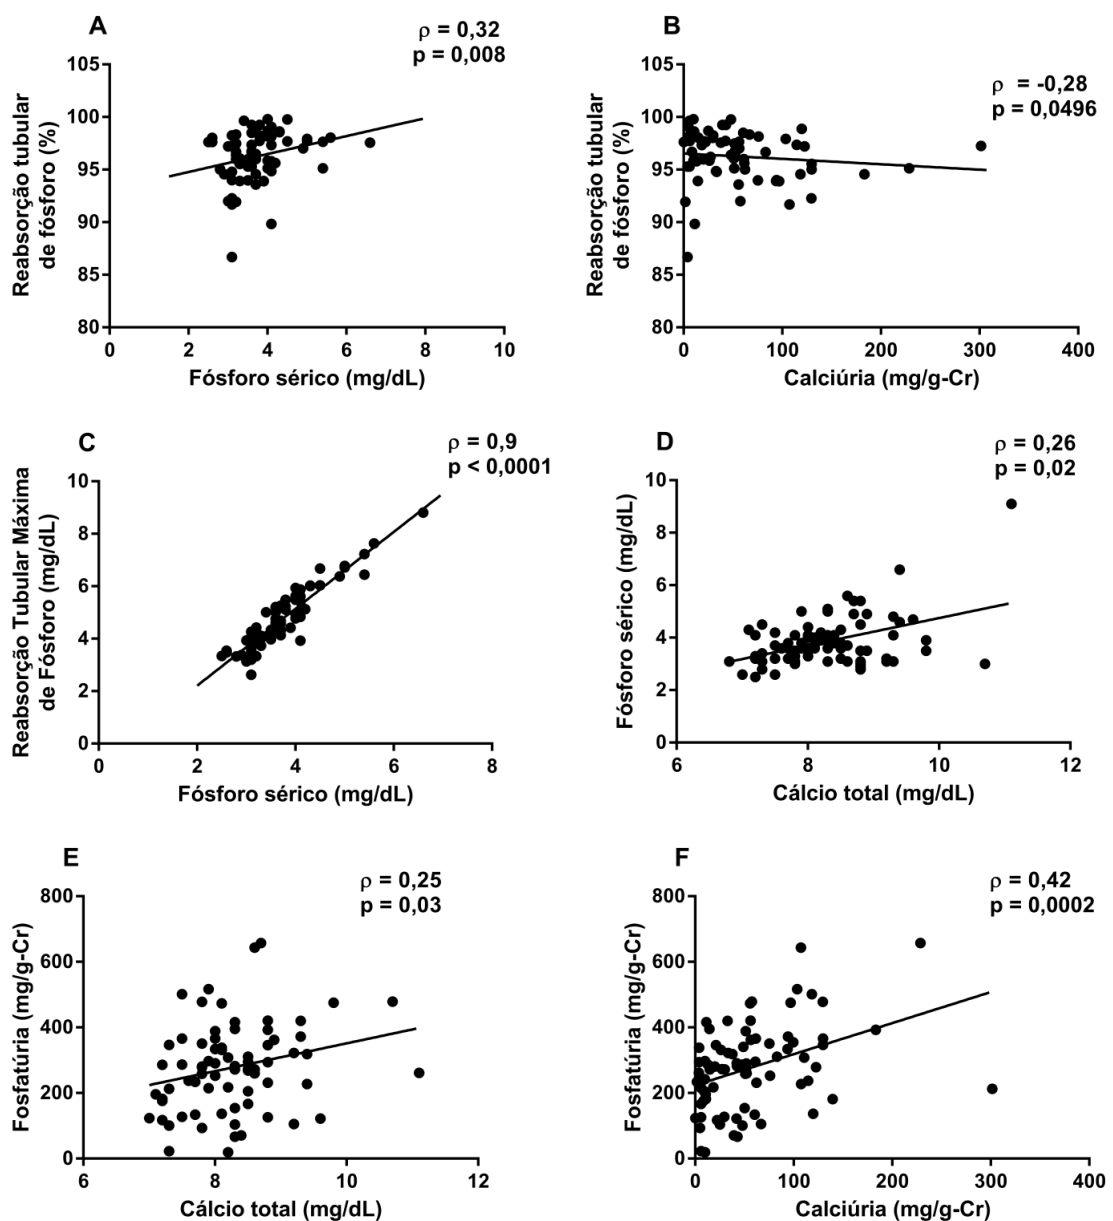 A
ρ = 0,32
p = 0,008
Reabsorção tubular
de fósforo (%)
105
100
95
90
85
80
0
2
4
6
8
10
Fósforo sérico (mg/dL)
B
ρ = -0,28
p = 0,0496
Reabsorção tubular
de fósforo (%)
105
100
95
90
85
80
0
100
200
300
400
Calciúria (mg/g-Cr)
C
ρ = 0,9
p < 0,0001
Reabsorção Tubular Máxima
de Fósforo (mg/dL)
10
8
6
4
2
0
0
2
4
6
8
Fósforo sérico (mg/dL)
D
ρ = 0,26
p = 0,02
Fósforo sérico (mg/dL)
10
8
6
4
2
0
6
8
10
12
Cálcio total (mg/dL)
E
ρ = 0,25
p = 0,03
Fosfatúria (mg/g-Cr)
800
600
400
200
0
6
8
10
12
Cálcio total (mg/dL)
F
ρ = 0,42
p = 0,0002
Fosfatúria (mg/g-Cr)
800
600
400
200
0
0
100
200
300
400
Calciúria (mg/g-Cr)